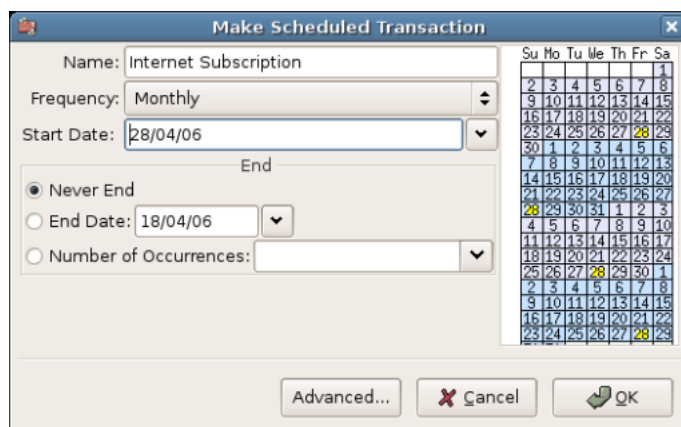 Make Scheduled Transaction
Name: Internet Subscription
Frequency: Monthly
Start Date: 28/04/06
End
Never End
End Date: 18/04/06
Number of Occurrences:
Su Mo Tu We Th Fr Sa
1
2 3 4 5 6 7 8
9 10 11 12 13 14 15
16 17 18 19 20 21 22
23 24 25 26 27 28 29
30 1 2 3 4 5 6
7 8 9 10 11 12 13
14 15 16 17 18 19 20
21 22 23 24 25 26 27
28 29 30 31 1 2 3
4 5 6 7 8 9 10
11 12 13 14 15 16 17
18 19 20 21 22 23 24
25 26 27 28 29 30 1
2 3 4 5 6 7 8
9 10 11 12 13 14 15
16 17 18 19 20 21 22
23 24 25 26 27 28 29
Advanced... Cancel OK